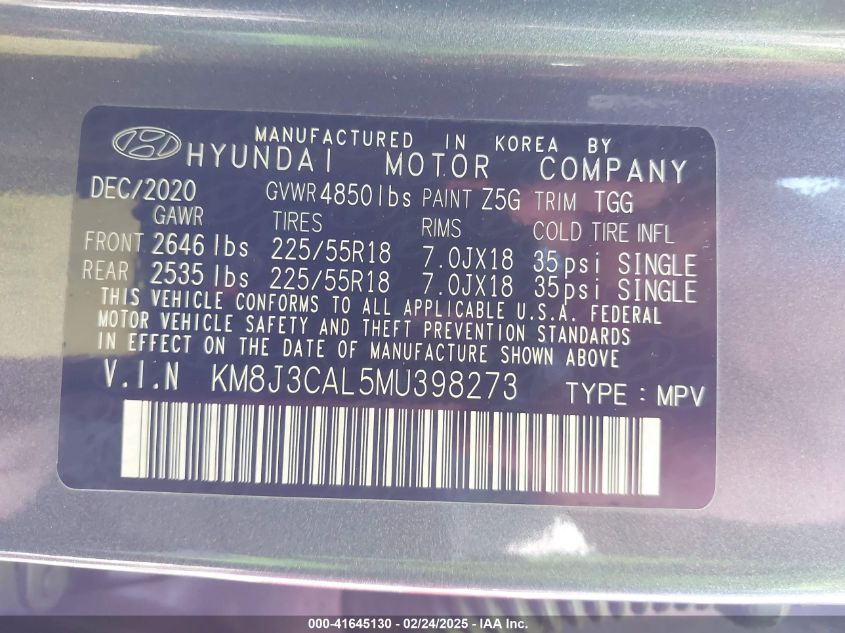 MANUFACTURED IN KOREA BY
HYUNDAI MOTOR COMPANY
DEC/2020 GVWR 4850lbs PAINT Z5G TRIM TGG
GAWR TIRES RIMS COLD TIRE INFL
FRONT 2646 lbs 225/55R18 7.0JX18 35psi SINGLE
REAR 2535 lbs 225/55R18 7.0JX18 35psi SINGLE
THIS VEHICLE CONFORMS TO ALL APPLICABLE U.S.A. FEDERAL
MOTOR VEHICLE SAFETY AND THEFT PREVENTION STANDARDS
IN EFFECT ON THE DATE OF MANUFACTURE SHOWN ABOVE
V.I.N KM8J3CAL5MU398273 TYPE : MPV
000-41645130 - 02/24/2025 - IAA Inc.